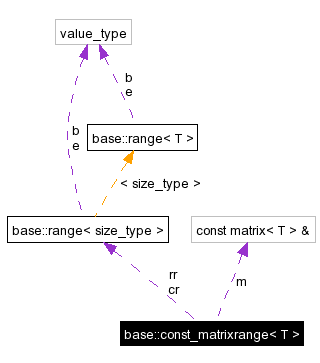 value_type
b
e
base::range< T >
b
e
< size_type >
base::range< size_type >
const matrix< T > &
rr
cr
m
base::const_matrixrange< T >